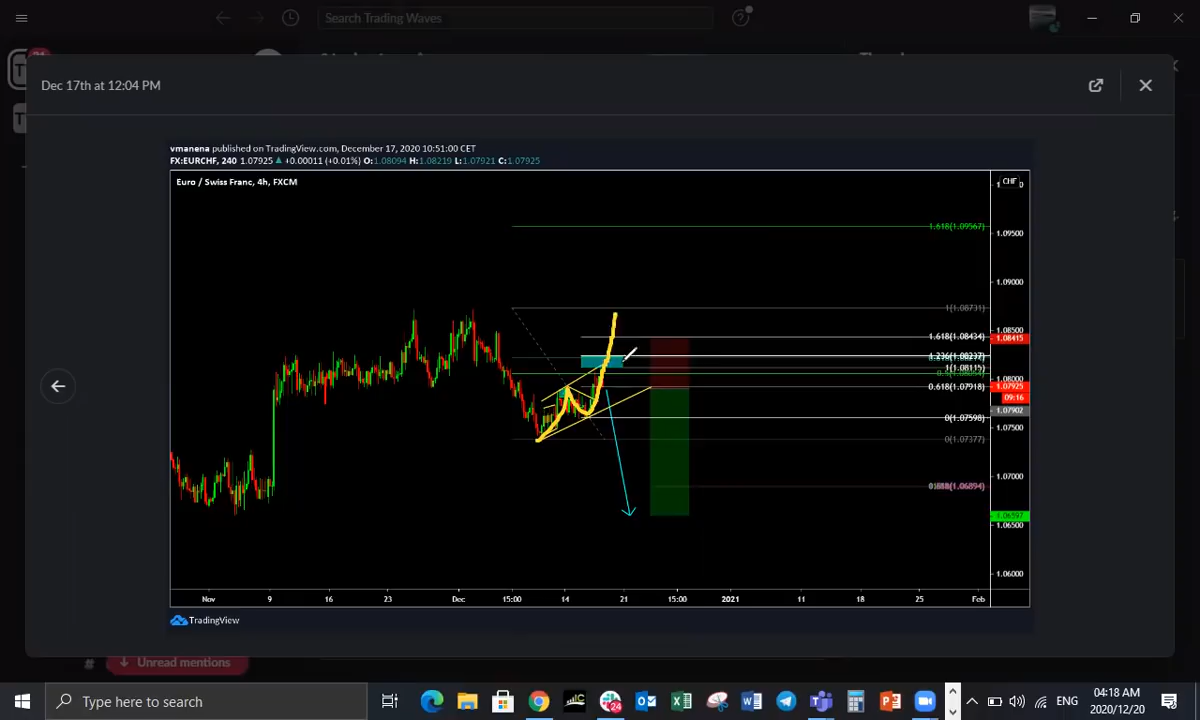 Search Trading Waves
Dec 17th at 12:04 PM
vmanena published on TradingView.com, December 17, 2020 10:51:00 CET
FX:EURCHF, 240 1.07925 ▲ +0.00011 (+0.01%) O:1.08094 H:1.08219 L:1.07921 C:1.07925
Euro / Swiss Franc, 4h, FXCM
CHF
1.618(1.09567)
1.09500
1.09000
1(1.08731)
1.08500
1.618(1.08434)
1.08415
1.236(1.08237)
1(1.08115)
1.08000
0.618(1.07918)
1.07925
09:16
1.07902
0(1.07598)
1.07500
0(1.07377)
1.07000
1.06597
1.06500
1.06000
Nov 9 16 23 Dec 15:00 14 21 15:00 2021 11 18 25 Feb
TradingView
# Unread mentions
Type here to search
24
ENG
04:18 AM
2020/12/20